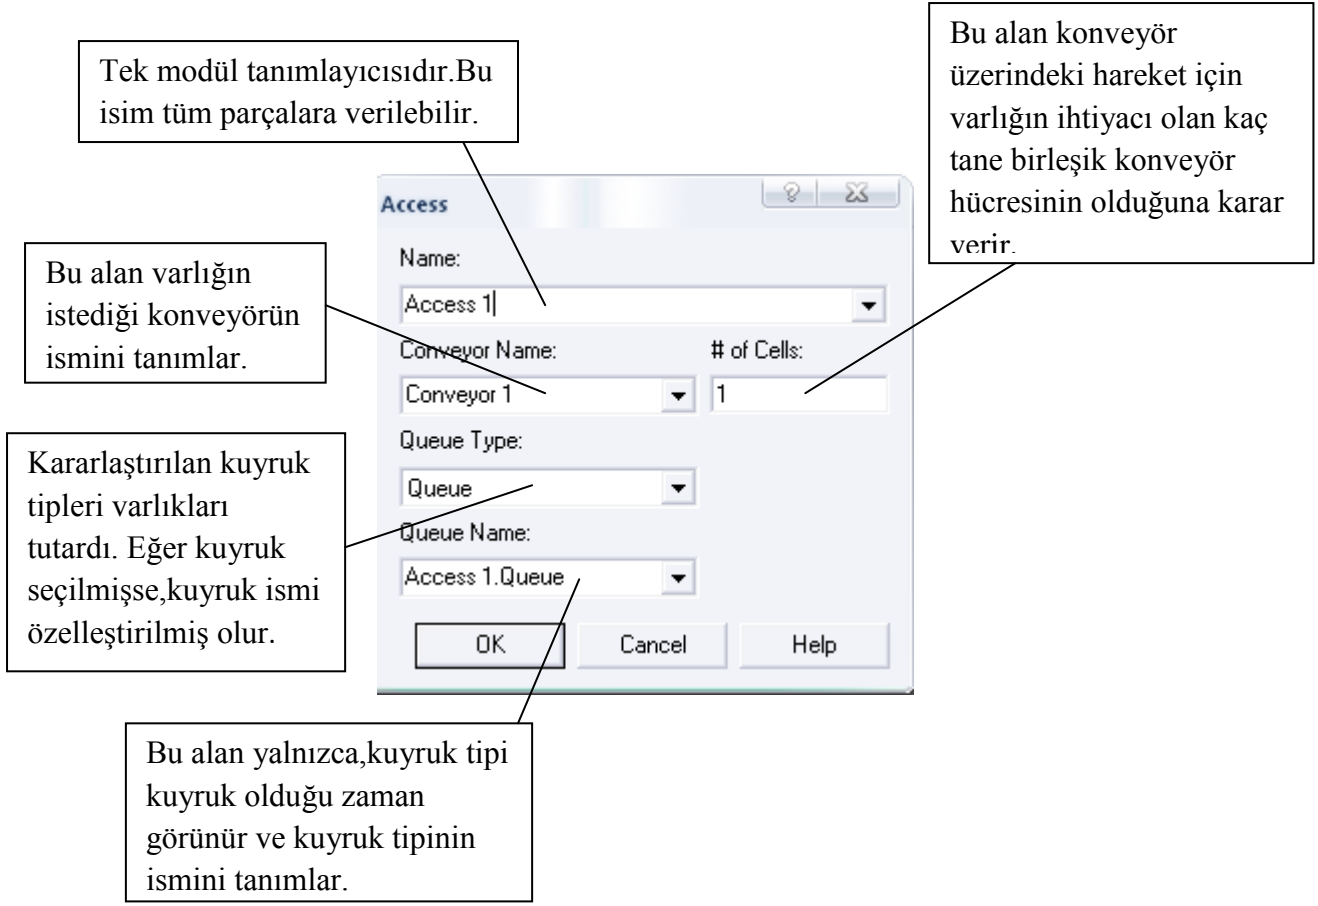 Bu alan konveyör
üzerindeki hareket için
varlığın ihtiyacı olan kaç
tane birleşik konveyör
hücresinin olduğuna karar
verir.
Tek modül tanımlayıcısıdır.Bu
isim tüm parçalara verilebilir.
Bu alan varlığın
istediği konveyörün
ismini tanımlar.
Kararlaştırılan kuyruk
tipleri varlıkları
tutardı. Eğer kuyruk
seçilmişse,kuyruk ismi
özelleştirilmiş olur.
Access
Name:
Access 1
Conveyor Name:
# of Cells:
Conveyor 1
1
Queue Type:
Queue
Queue Name:
Access 1.Queue
OK
Cancel
Help
Bu alan yalnızca,kuyruk tipi
kuyruk olduğu zaman
görünür ve kuyruk tipinin
ismini tanımlar.